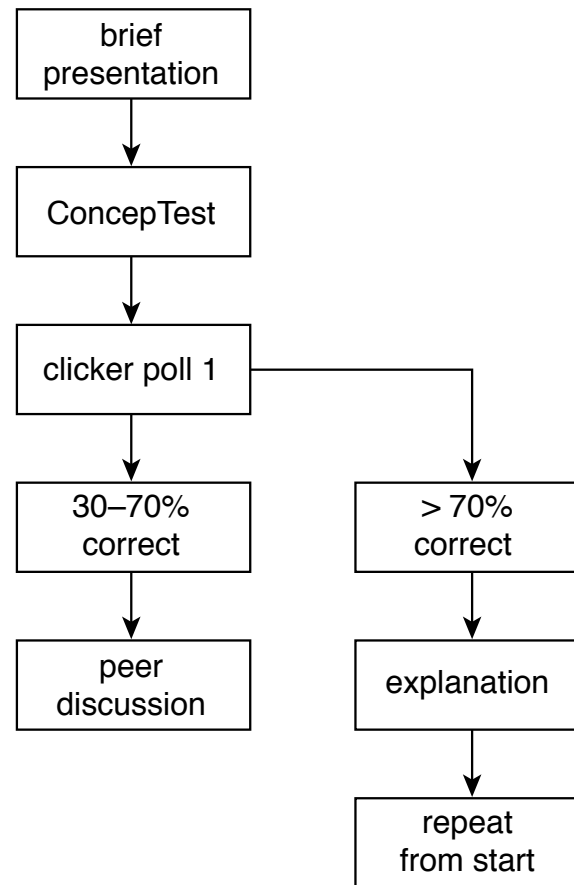 brief
presentation
ConcepTest
clicker poll 1
30–70%
correct
> 70%
correct
peer
discussion
explanation
repeat
from start